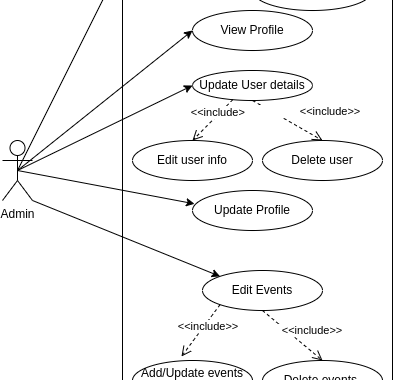 View Profile
Update User details
<<include>
<<include>>
Edit user info
Delete user
Update Profile
Admin
Edit Events
<<include>>
<<include>>
Add/Update events
Delete events